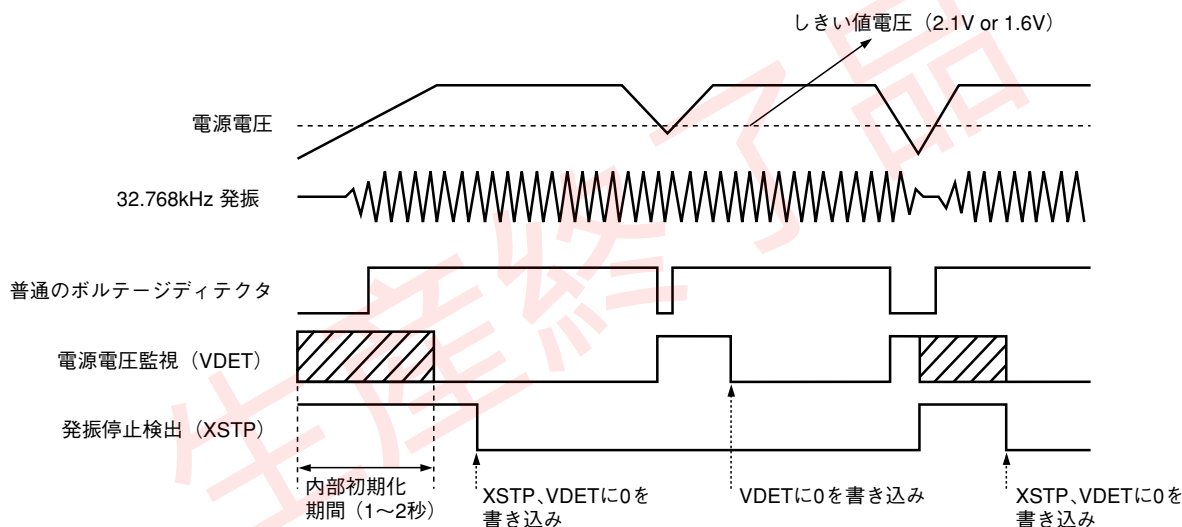 しきい値電圧（2.1V or 1.6V）
電源電圧
32.768kHz 発振
普通のボルテージディテクタ
電源電圧監視（VDET）
発振停止検出（XSTP）
内部初期化
期間（1～2秒）
XSTP、VDETに0を
書き込み
VDETに0を書き込み
XSTP、VDETに0を
書き込み
生産終了品